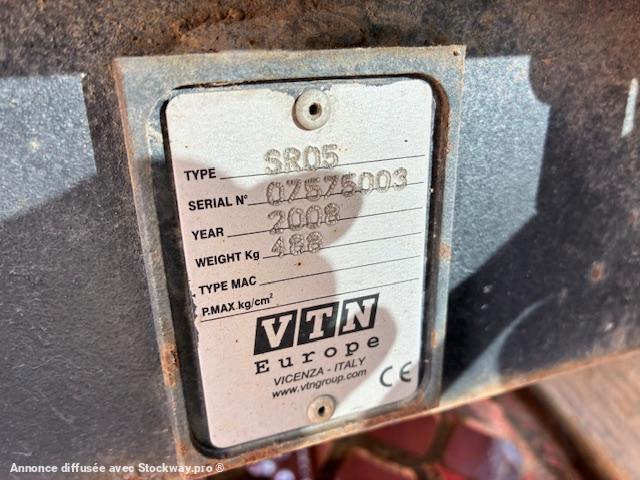 TYPE SR05
SERIAL N° 07575003
YEAR 2008
WEIGHT Kg 488
TYPE MAC
P.MAX.kg/cm²
VTN
Europe
VICENZA - ITALY
www.vtngroup.com
CE
Annonce diffusée avec Stockway.pro ®